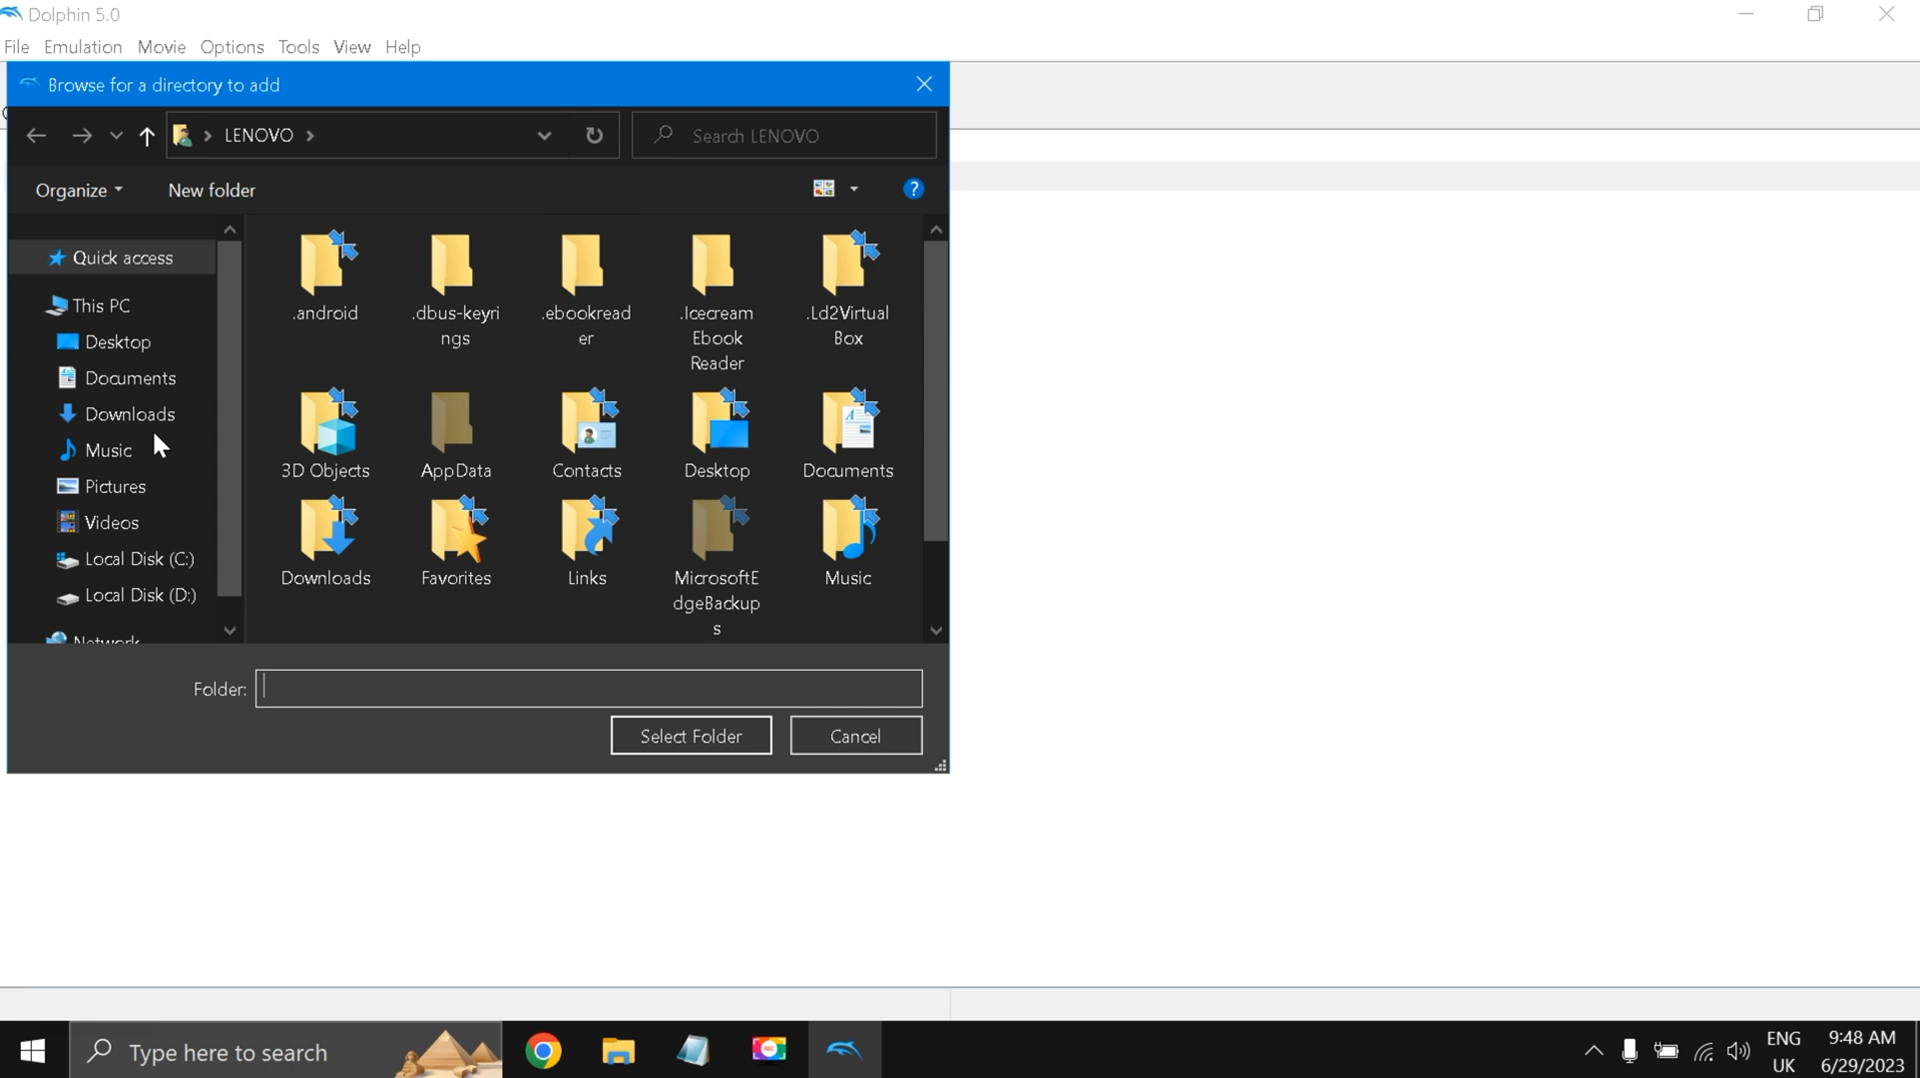 Dolphin 5.0
File Emulation Movie Options Tools View Help
Browse for a directory to add
LENOVO
Search LENOVO
Organize New folder
Quick access
This PC
Desktop
Documents
Downloads
Music
Pictures
Videos
Local Disk (C:)
Local Disk (D:)
Network
.android
.dbus-keyri
ngs
.ebookread
er
.Icecream
Ebook
Reader
.Ld2Virtual
Box
3D Objects
AppData
Contacts
Desktop
Documents
Downloads
Favorites
Links
MicrosoftE
dgeBackup
s
Music
Folder:
Select Folder Cancel
Type here to search
ENG
UK
9:48 AM
6/29/2023